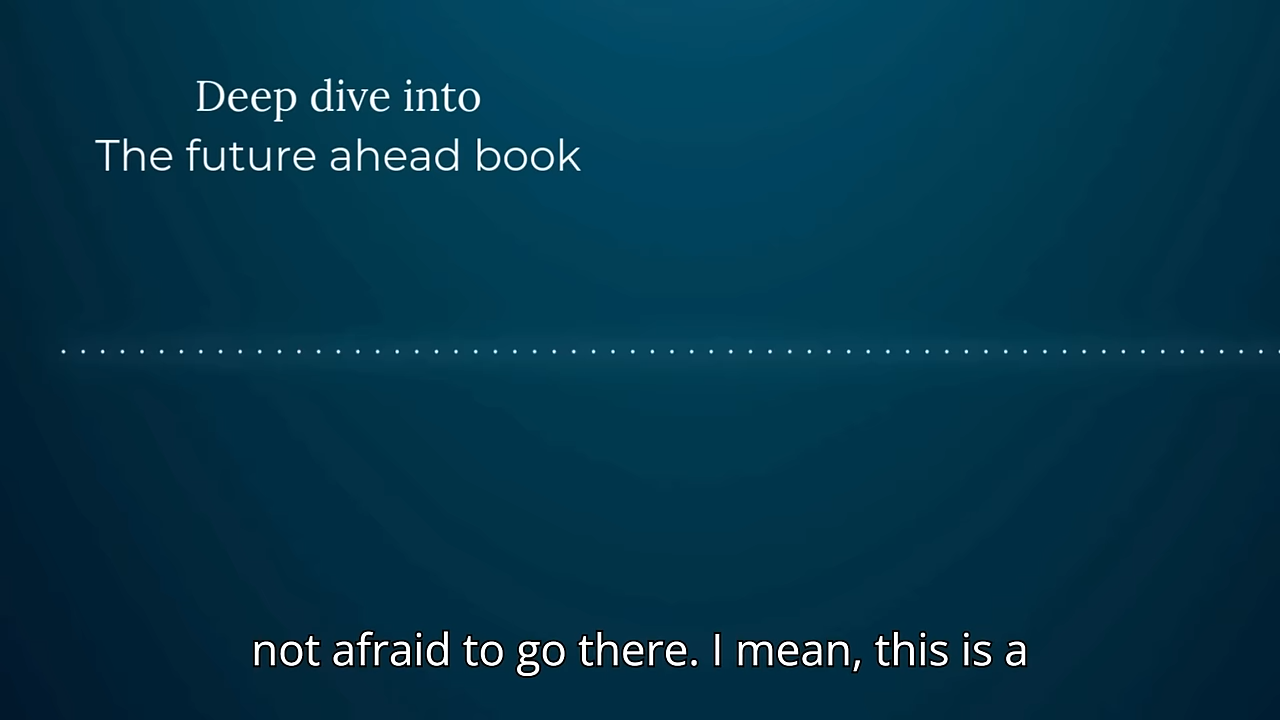 Deep dive into
The future ahead book
not afraid to go there. I mean, this is a